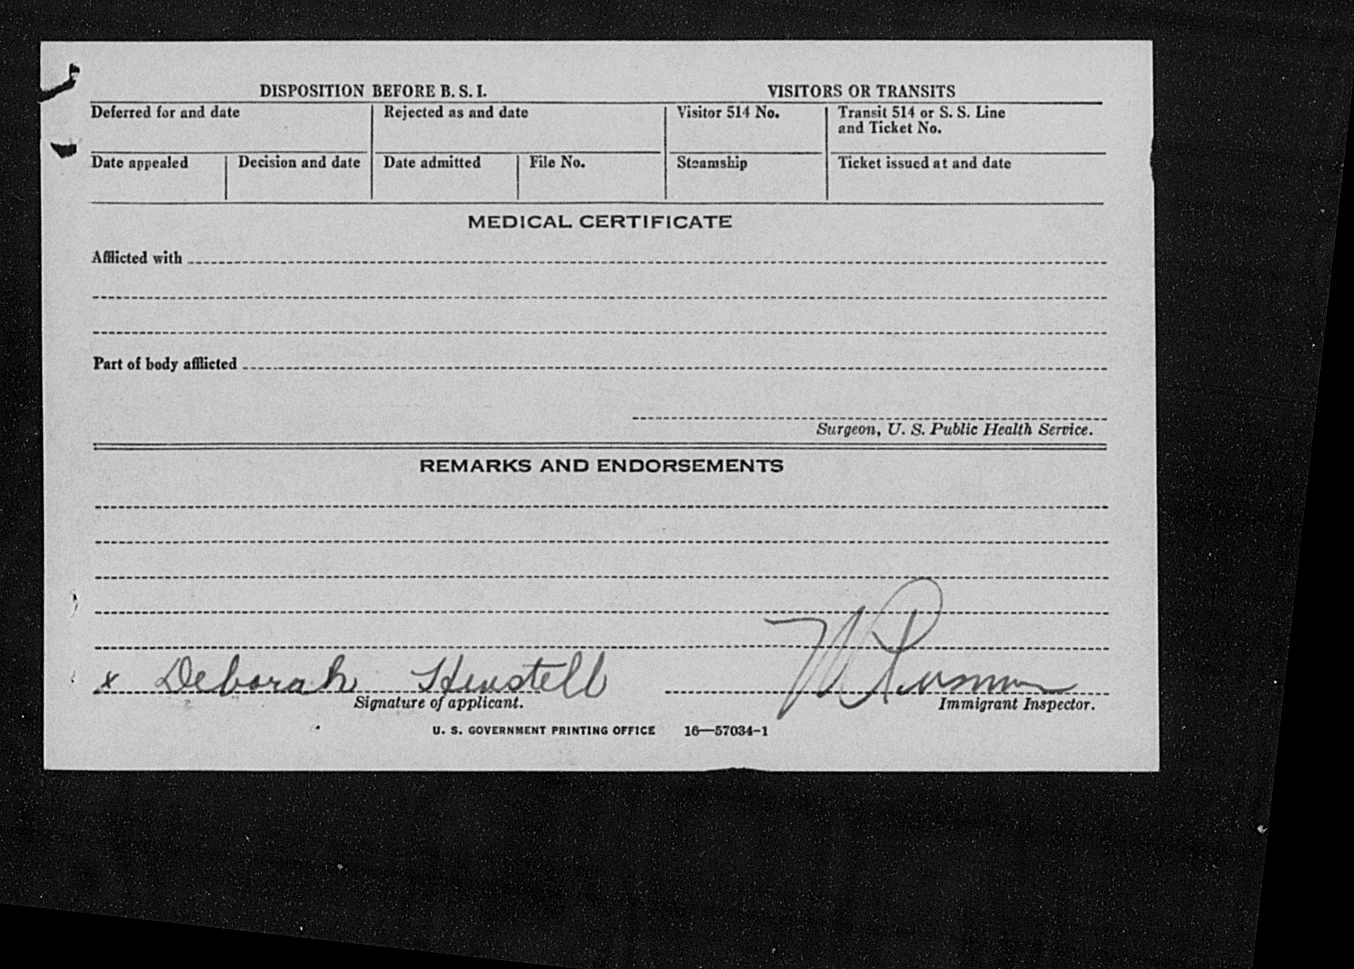 DISPOSITION BEFORE B. S. I. VISITORS OR TRANSITS
Deferred for and date Rejected as and date Visitor 514 No. Transit 514 or S. S. Line
and Ticket No.
Date appealed Decision and date Date admitted File No. Steamship Ticket issued at and date
MEDICAL CERTIFICATE
Afflicted with
Part of body afflicted
Surgeon, U. S. Public Health Service.
REMARKS AND ENDORSEMENTS
x Deborah
Signature of applicant. Immigrant Inspector.
U. S. GOVERNMENT PRINTING OFFICE 16—57034-1